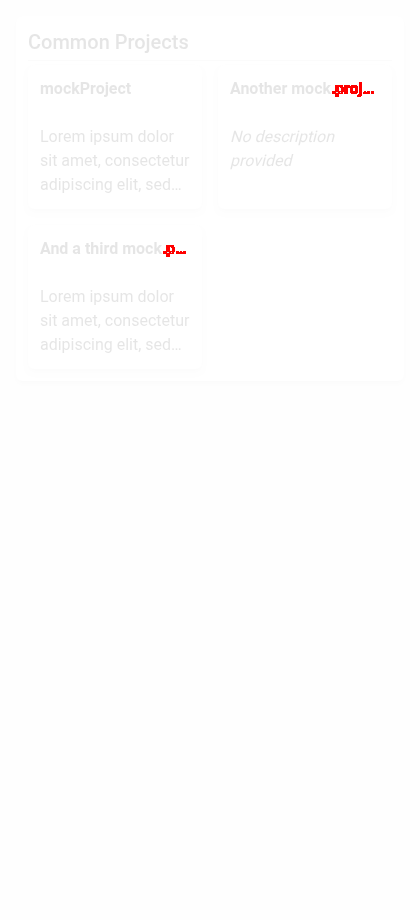 Common Projects
mockProject
Lorem ipsum dolor
sit amet, consectetur
adipiscing elit, sed...
Another mock proj...
No description
provided
And a third mock p...
Lorem ipsum dolor
sit amet, consectetur
adipiscing elit, sed...